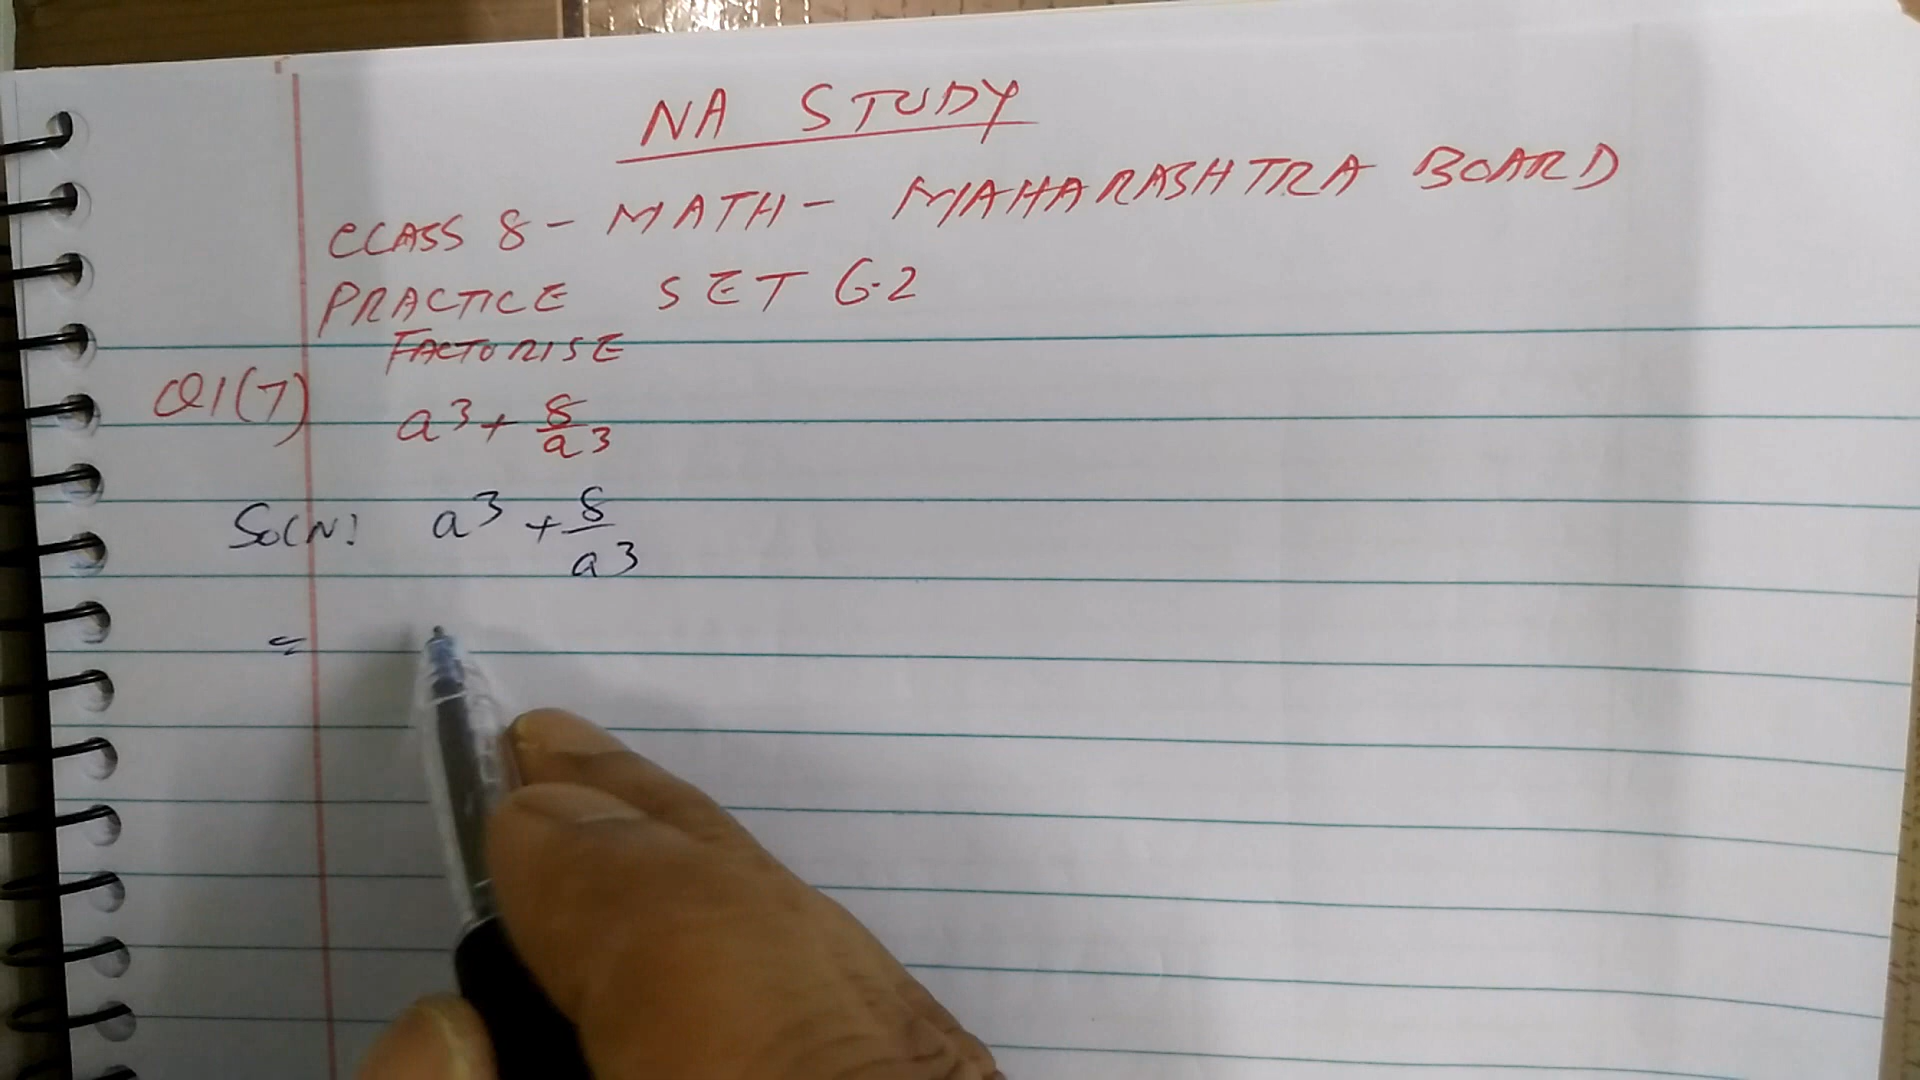 NA STUDY
CLASS 8 - MATH - MAHARASHTRA BOARD
PRACTICE SET 6.2
FACTORISE
Q1(7) a³ + 8/a³
Soln: a³ + 8/a³
=